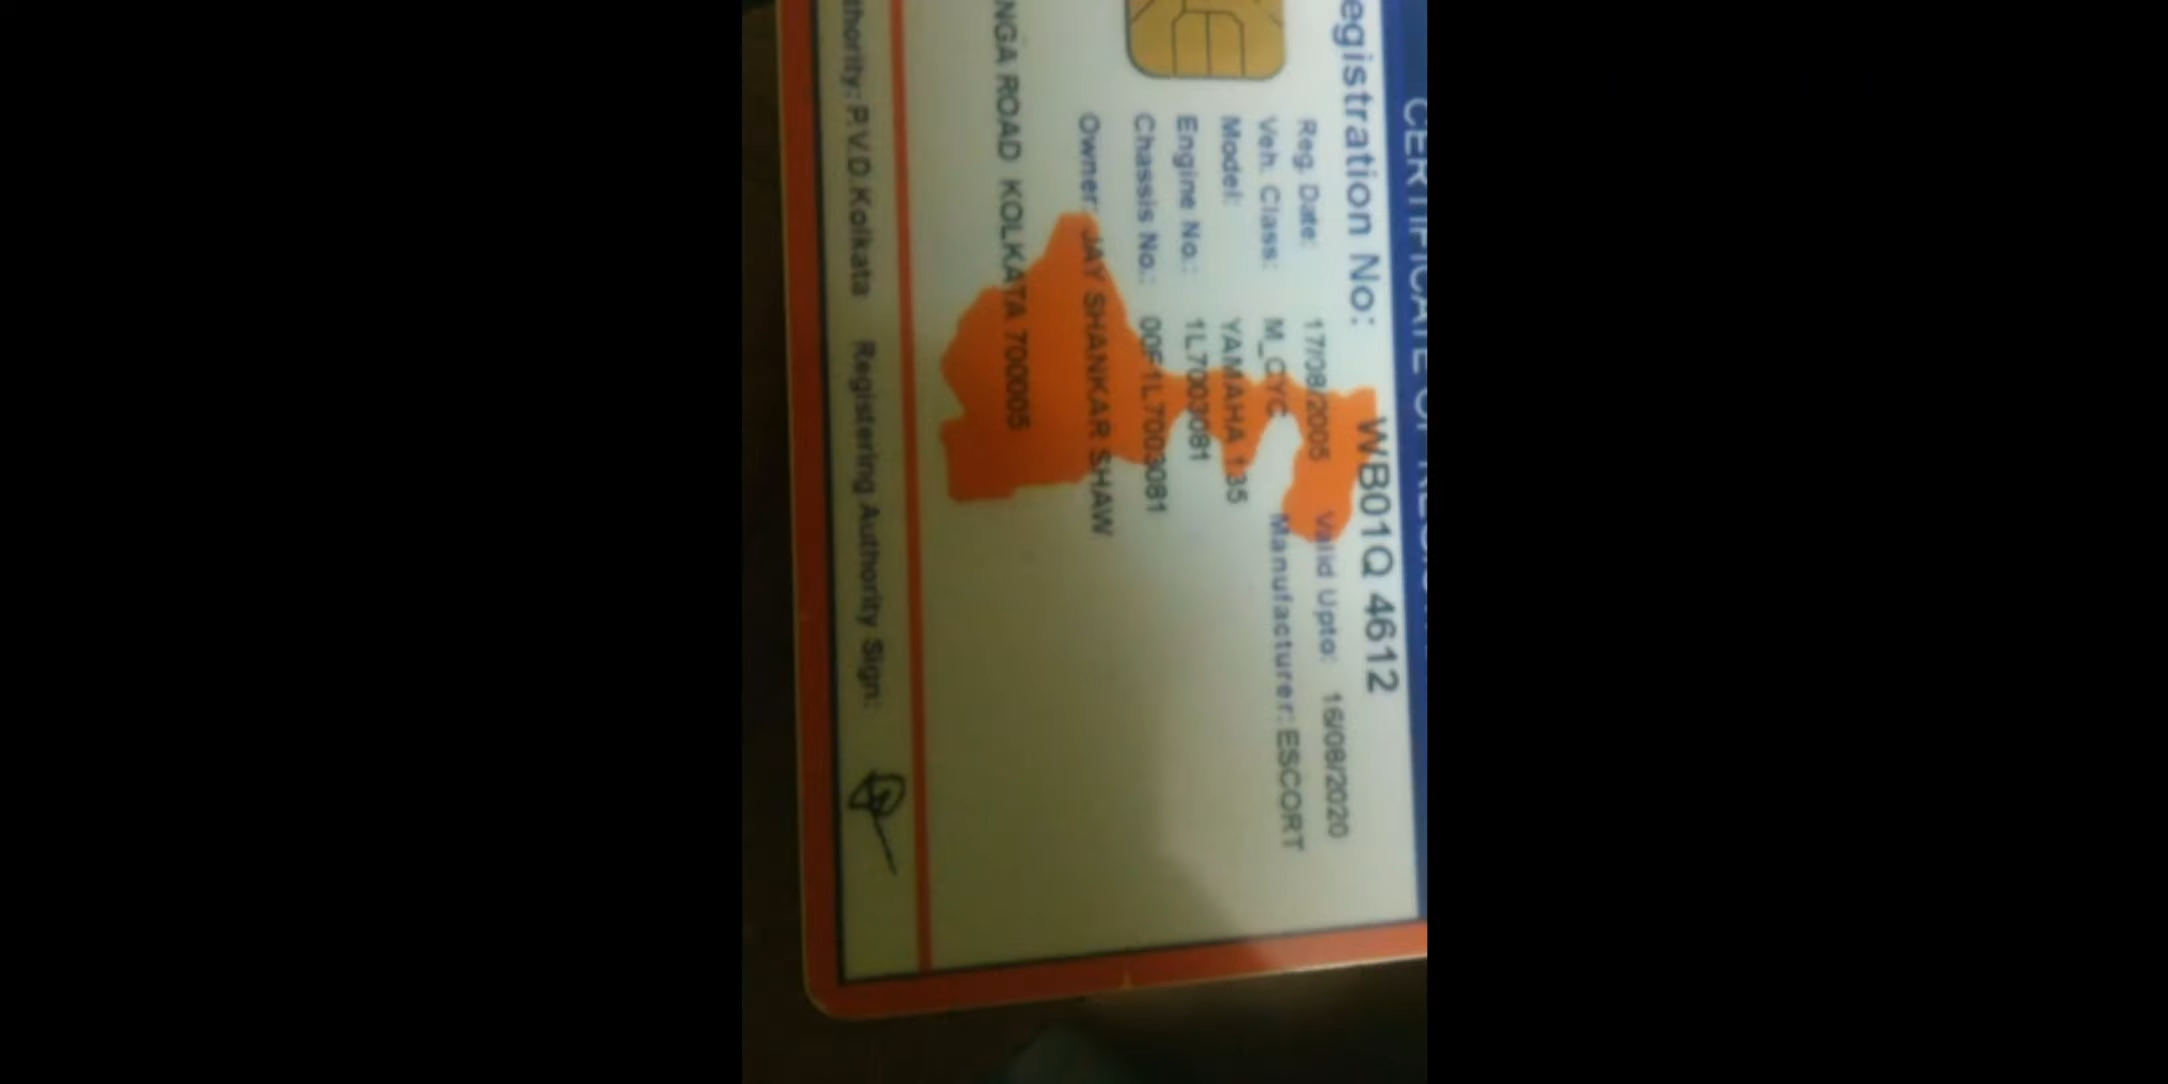 CERTIFICATE OF
egistration No: WB01Q 4612
Reg. Date: 17/08/2005 Valid Upto: 16/08/2020
Veh. Class: M_CYC Manufacturer: ESCORT
Model: YAMAHA 135
Engine No.: 1L7003081
Chassis No.: 00F1L7003081
Owner: JAY SHANKAR SHAW
NGA ROAD KOLKATA 700005
thority: P.V.D.Kolkata Registering Authority Sign: